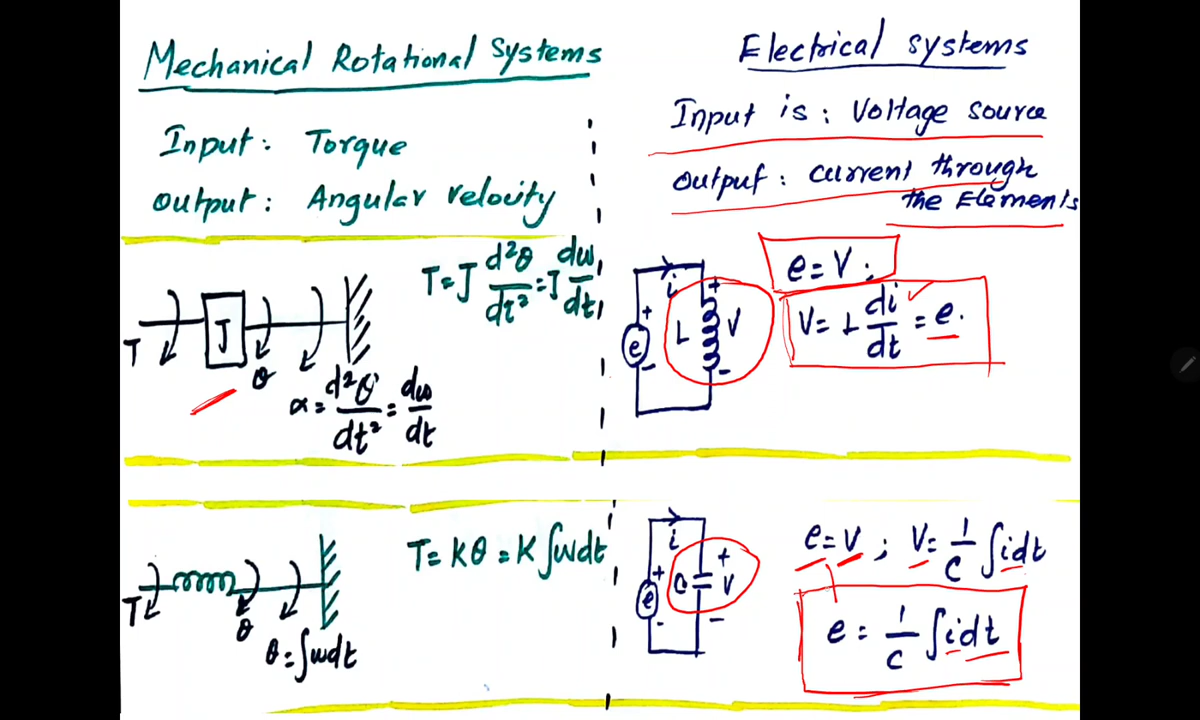 Mechanical Rotational Systems
Input: Torque
output: Angular velocity
T = J d²θ/dt² = J dω/dt
T
J
θ
α = d²θ/dt² = dω/dt
T = Kθ = K ∫ωdt
T
θ
θ = ∫ωdt
Electrical systems
Input is: Voltage source
output: current through
the Elements
i
+
e
-
L
+
V
-
e = V ;
V = L di/dt = e.
i
+
e
-
C
+
V
-
e = V ; V = 1/C ∫idt
e = 1/C ∫idt